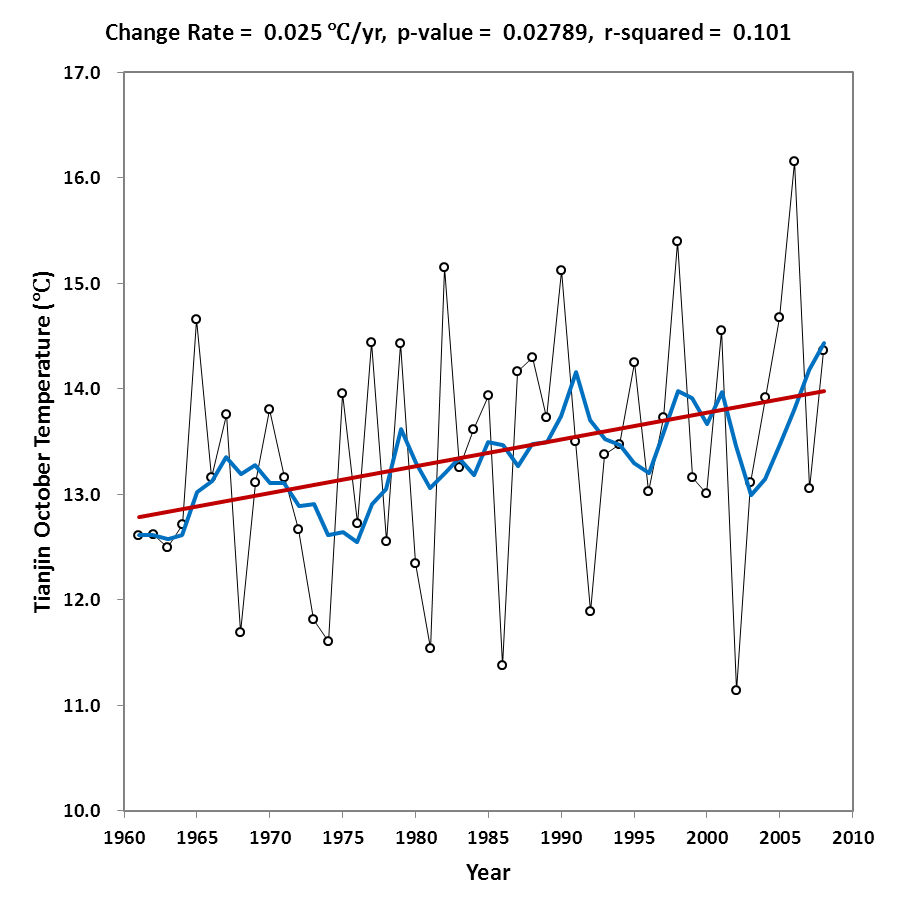 Change Rate = 0.025 ℃/yr, p-value = 0.02789, r-squared = 0.101
17.0
16.0
15.0
14.0
13.0
12.0
11.0
10.0
Tianjin October Temperature (℃)
1960 1965 1970 1975 1980 1985 1990 1995 2000 2005 2010
Year